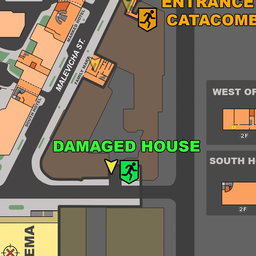 ENTRANCE
CATACOMB
MALEVICHA ST.
WEST OF
2F
DAMAGED HOUSE
SOUTH H
2F
EMA